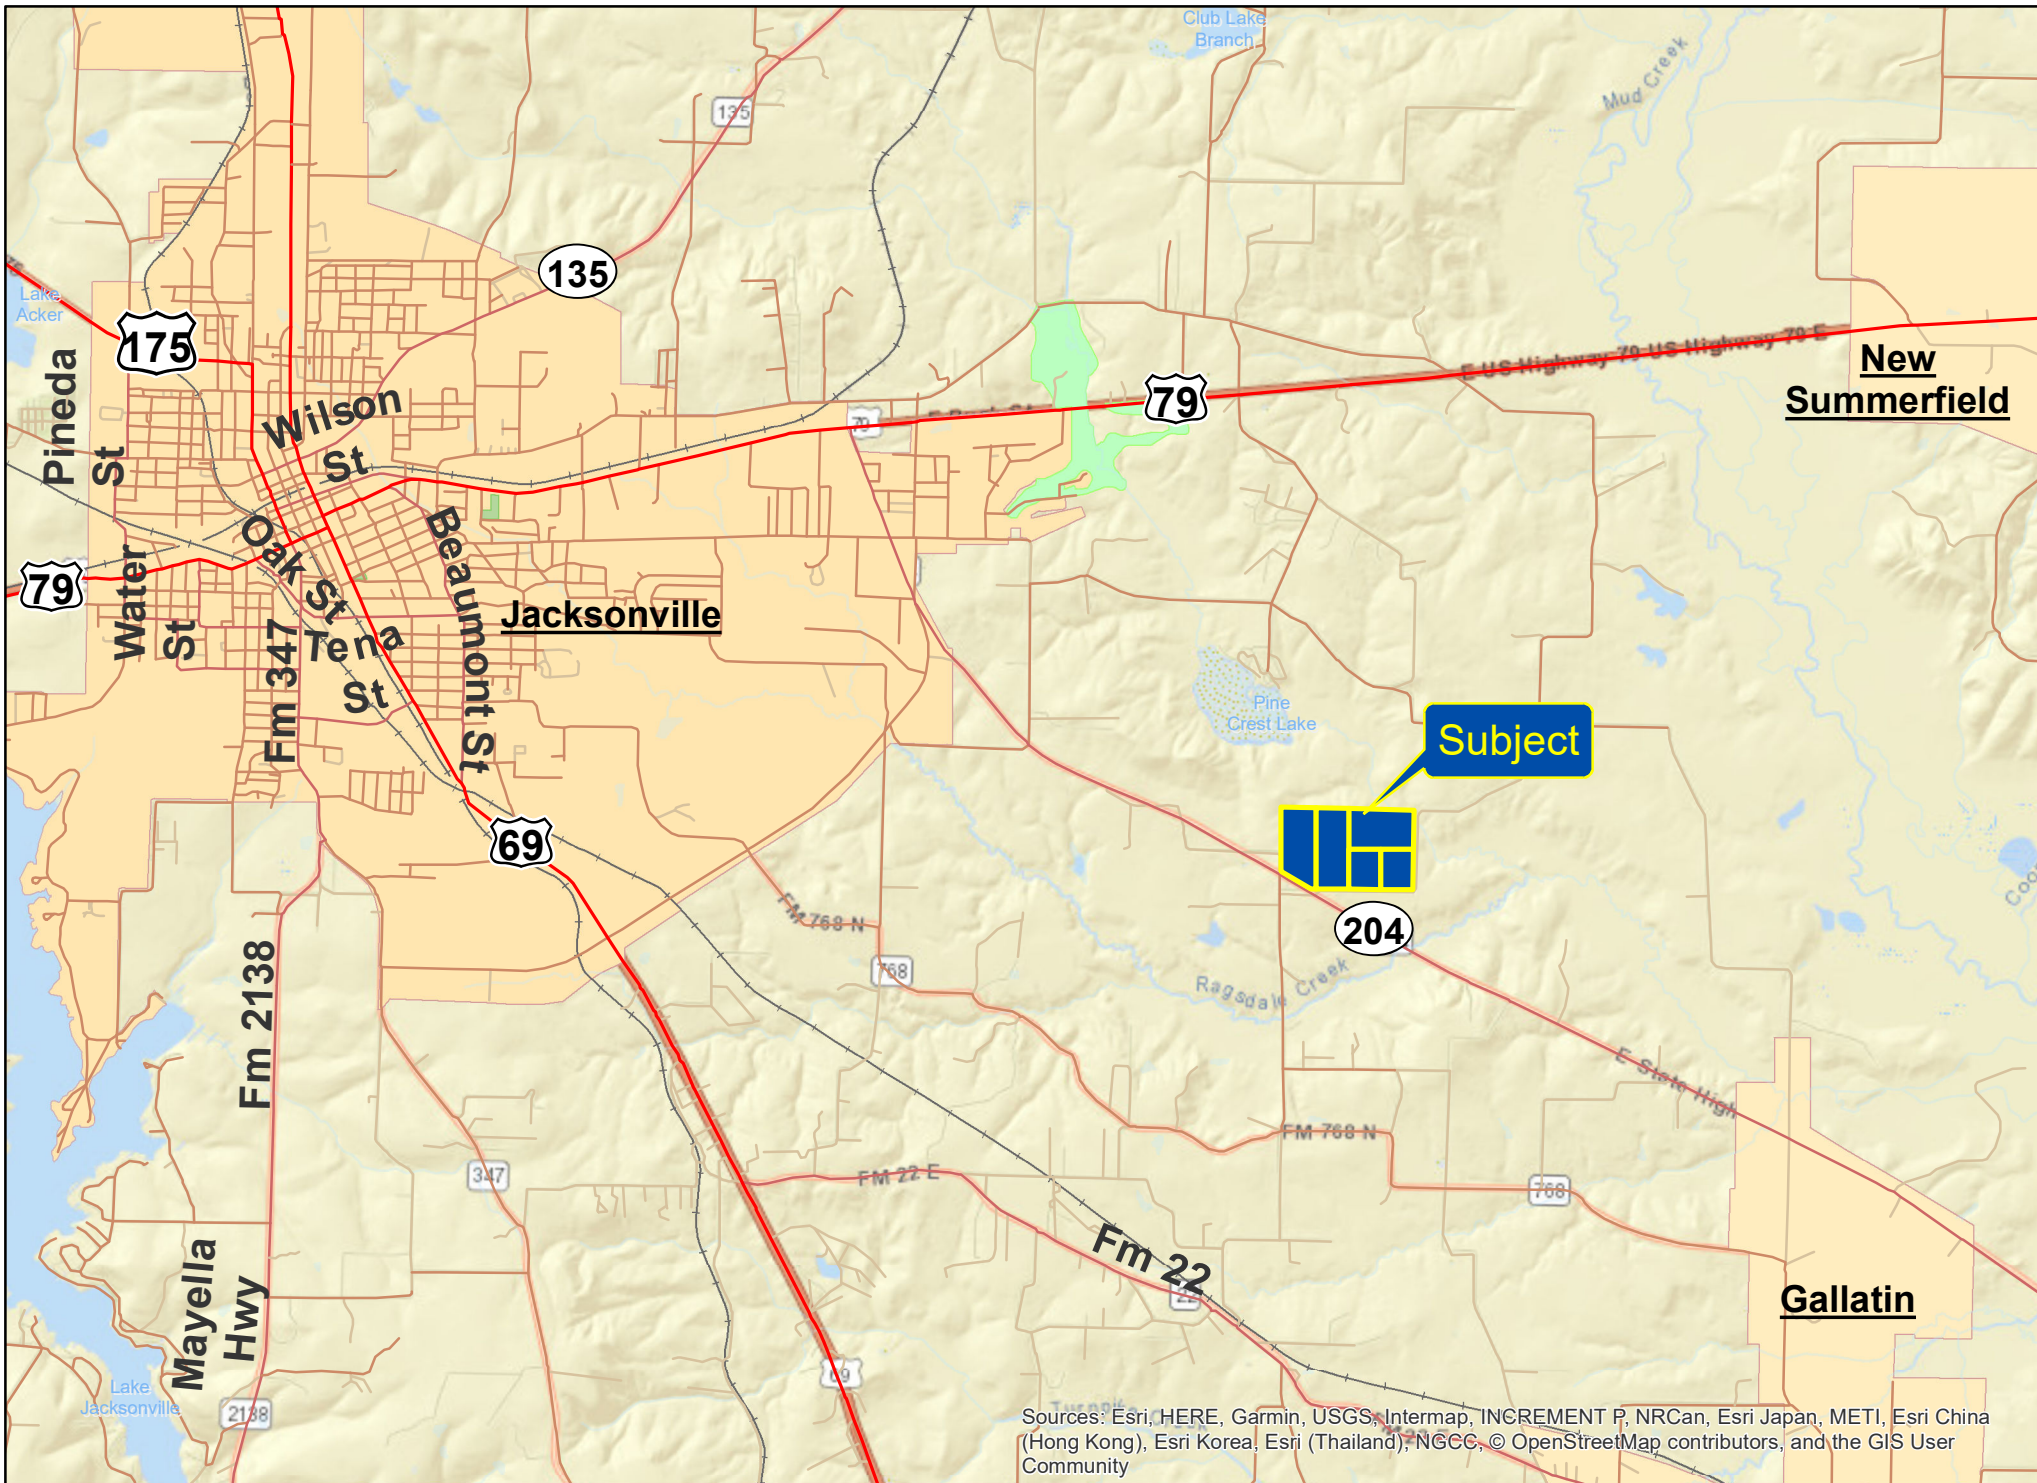 Club Lake
Branch
Mud Creek
135
135
Lake
Acker
175
E US Highway 79 US Highway 79 E
New
Summerfield
79
79
Pineda
St
Wilson
St
Oak St
Beaumont St
79
Water
St
Jacksonville
Fm 347
Tena
St
Pine
Crest Lake
Subject
69
FM 768 N
204
768
Ragsdale Creek
Fm 2138
E State High
FM 768 N
347
FM 22 E
768
Fm 22
22
Mayella
Hwy
Gallatin
69
Lake
Jacksonville
2138
Sources: Esri, HERE, Garmin, USGS, Intermap, INCREMENT P, NRCan, Esri Japan, METI, Esri China
(Hong Kong), Esri Korea, Esri (Thailand), NGCC, © OpenStreetMap contributors, and the GIS User
Community